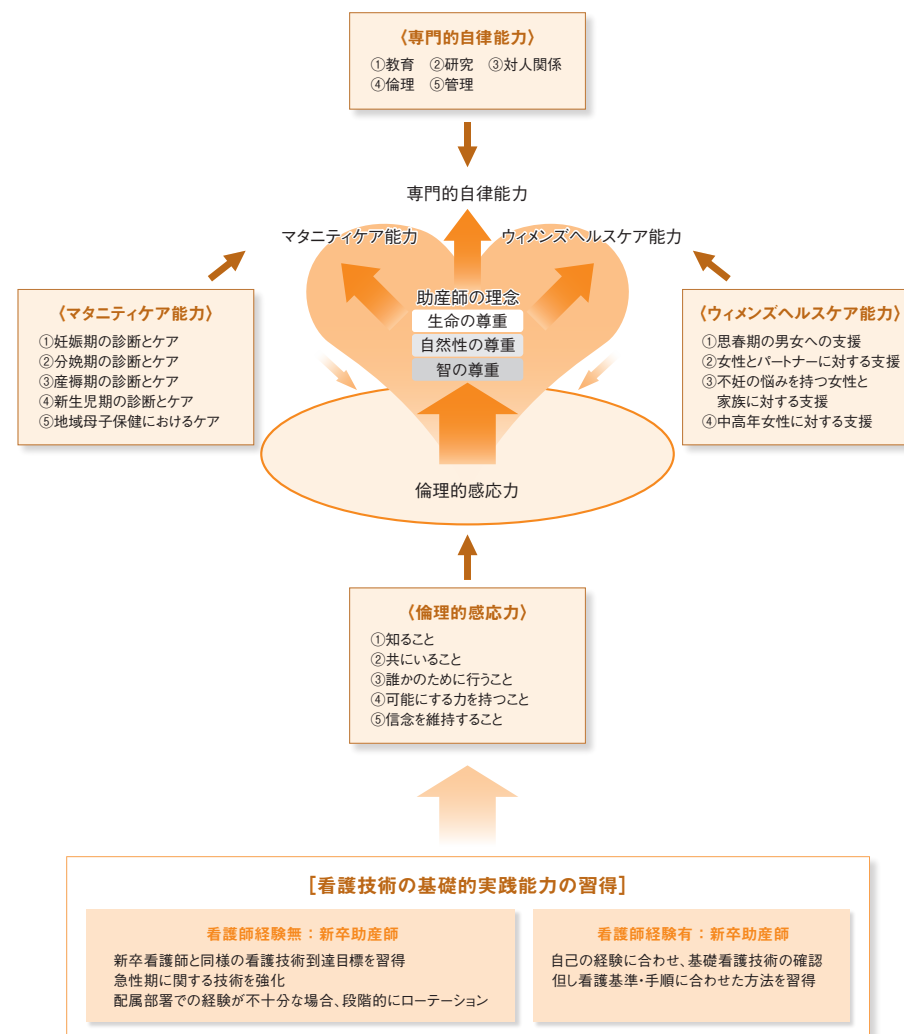 〈専門的自律能力〉
①教育 ②研究 ③対人関係
④倫理 ⑤管理
専門的自律能力
マタニティケア能力
ウィメンズヘルスケア能力
助産師の理念
生命の尊重
自然性の尊重
智の尊重
〈マタニティケア能力〉
①妊娠期の診断とケア
②分娩期の診断とケア
③産褥期の診断とケア
④新生児期の診断とケア
⑤地域母子保健におけるケア
〈ウィメンズヘルスケア能力〉
①思春期の男女への支援
②女性とパートナーに対する支援
③不妊の悩みを持つ女性と
家族に対する支援
④中高年女性に対する支援
倫理的感応力
〈倫理的感応力〉
①知ること
②共にいること
③誰かのために行うこと
④可能にする力を持つこと
⑤信念を維持すること
[看護技術の基礎的実践能力の習得]
看護師経験無：新卒助産師
新卒看護師と同様の看護技術到達目標を習得
急性期に関する技術を強化
配属部署での経験が不十分な場合、段階的にローテーション
看護師経験有：新卒助産師
自己の経験に合わせ、基礎看護技術の確認
但し看護基準・手順に合わせた方法を習得